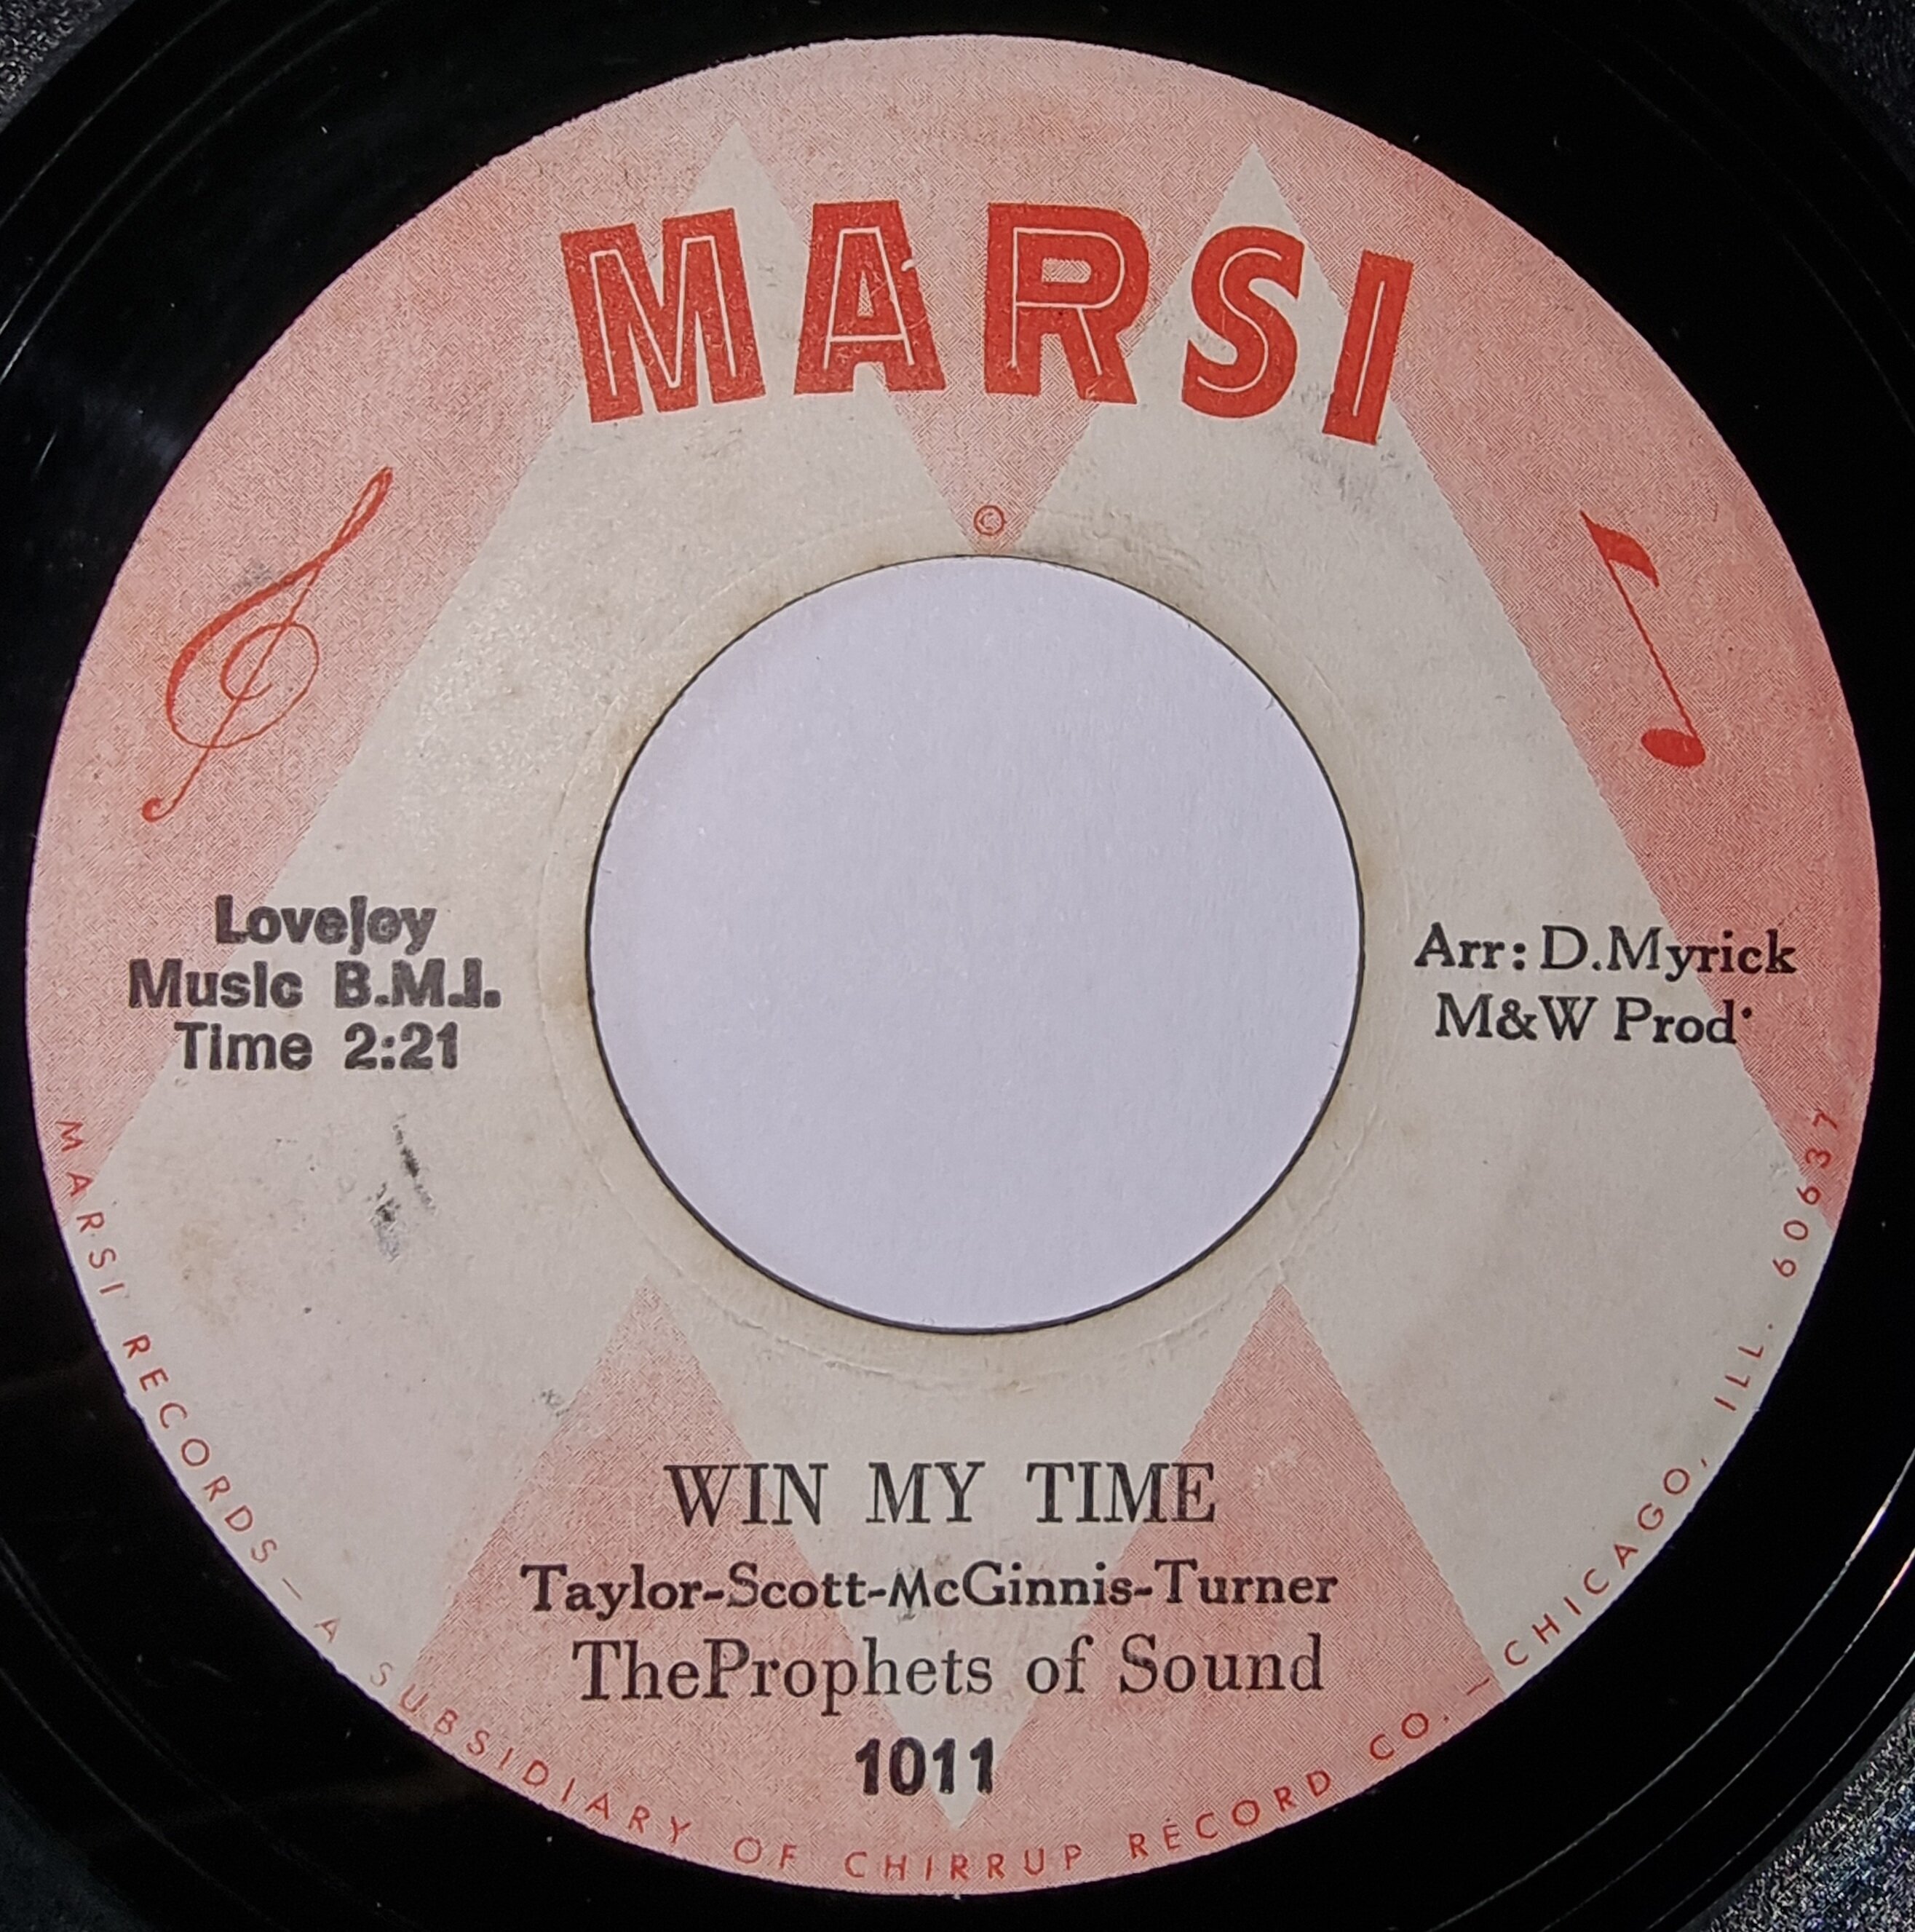 MARSI
©
Lovejoy
Music B.M.I.
Time 2:21
Arr: D.Myrick
M&W Prod.
WIN MY TIME
Taylor-Scott-McGinnis-Turner
TheProphets of Sound
1011
MARSI RECORDS — A SUBSIDIARY OF CHIRRUP RECORD CO. — CHICAGO, ILL. 60637